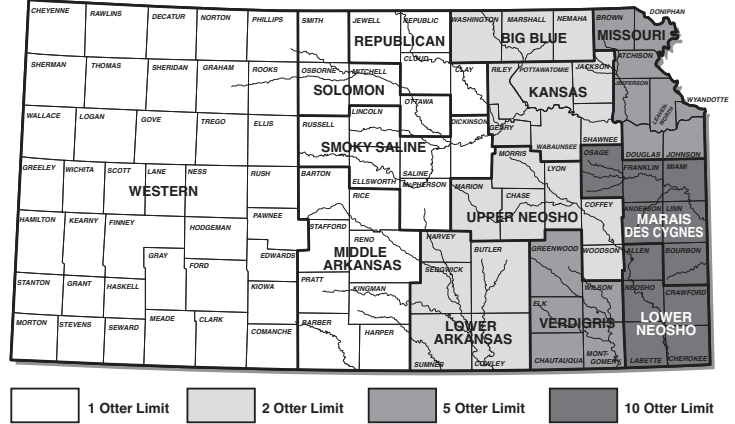 CHEYENNE RAWLINS DECATUR NORTON PHILLIPS SMITH JEWELL REPUBLIC WASHINGTON MARSHALL NEMAHA BROWN DONIPHAN
REPUBLICAN BIG BLUE MISSOURI
SHERMAN THOMAS SHERIDAN GRAHAM ROOKS OSBORNE MITCHELL CLOUD CLAY RILEY POTTAWATOMIE JACKSON ATCHISON
JEFFERSON
SOLOMON KANSAS
LEAVEN-
WORTH
WYANDOTTE
WALLACE LOGAN GOVE TREGO ELLIS RUSSELL LINCOLN OTTAWA DICKINSON GEARY WABAUNSEE SHAWNEE DOUGLAS JOHNSON
SMOKY SALINE
GREELEY WICHITA SCOTT LANE NESS RUSH BARTON ELLSWORTH SALINE McPHERSON MARION MORRIS CHASE LYON OSAGE FRANKLIN MIAMI
WESTERN
HAMILTON KEARNY FINNEY HODGEMAN PAWNEE STAFFORD RICE COFFEY ANDERSON LINN
UPPER NEOSHO
MARAIS
DES CYGNES
GRAY FORD EDWARDS RENO HARVEY BUTLER GREENWOOD WOODSON ALLEN BOURBON
MIDDLE
ARKANSAS
STANTON GRANT HASKELL KIOWA PRATT KINGMAN SEDGWICK ELK WILSON NEOSHO CRAWFORD
MORTON STEVENS SEWARD MEADE CLARK COMANCHE BARBER HARPER SUMNER COWLEY CHAUTAUQUA MONT-
GOMERY LABETTE CHEROKEE
LOWER
ARKANSAS
VERDIGRIS
LOWER
NEOSHO
1 Otter Limit 2 Otter Limit 5 Otter Limit 10 Otter Limit